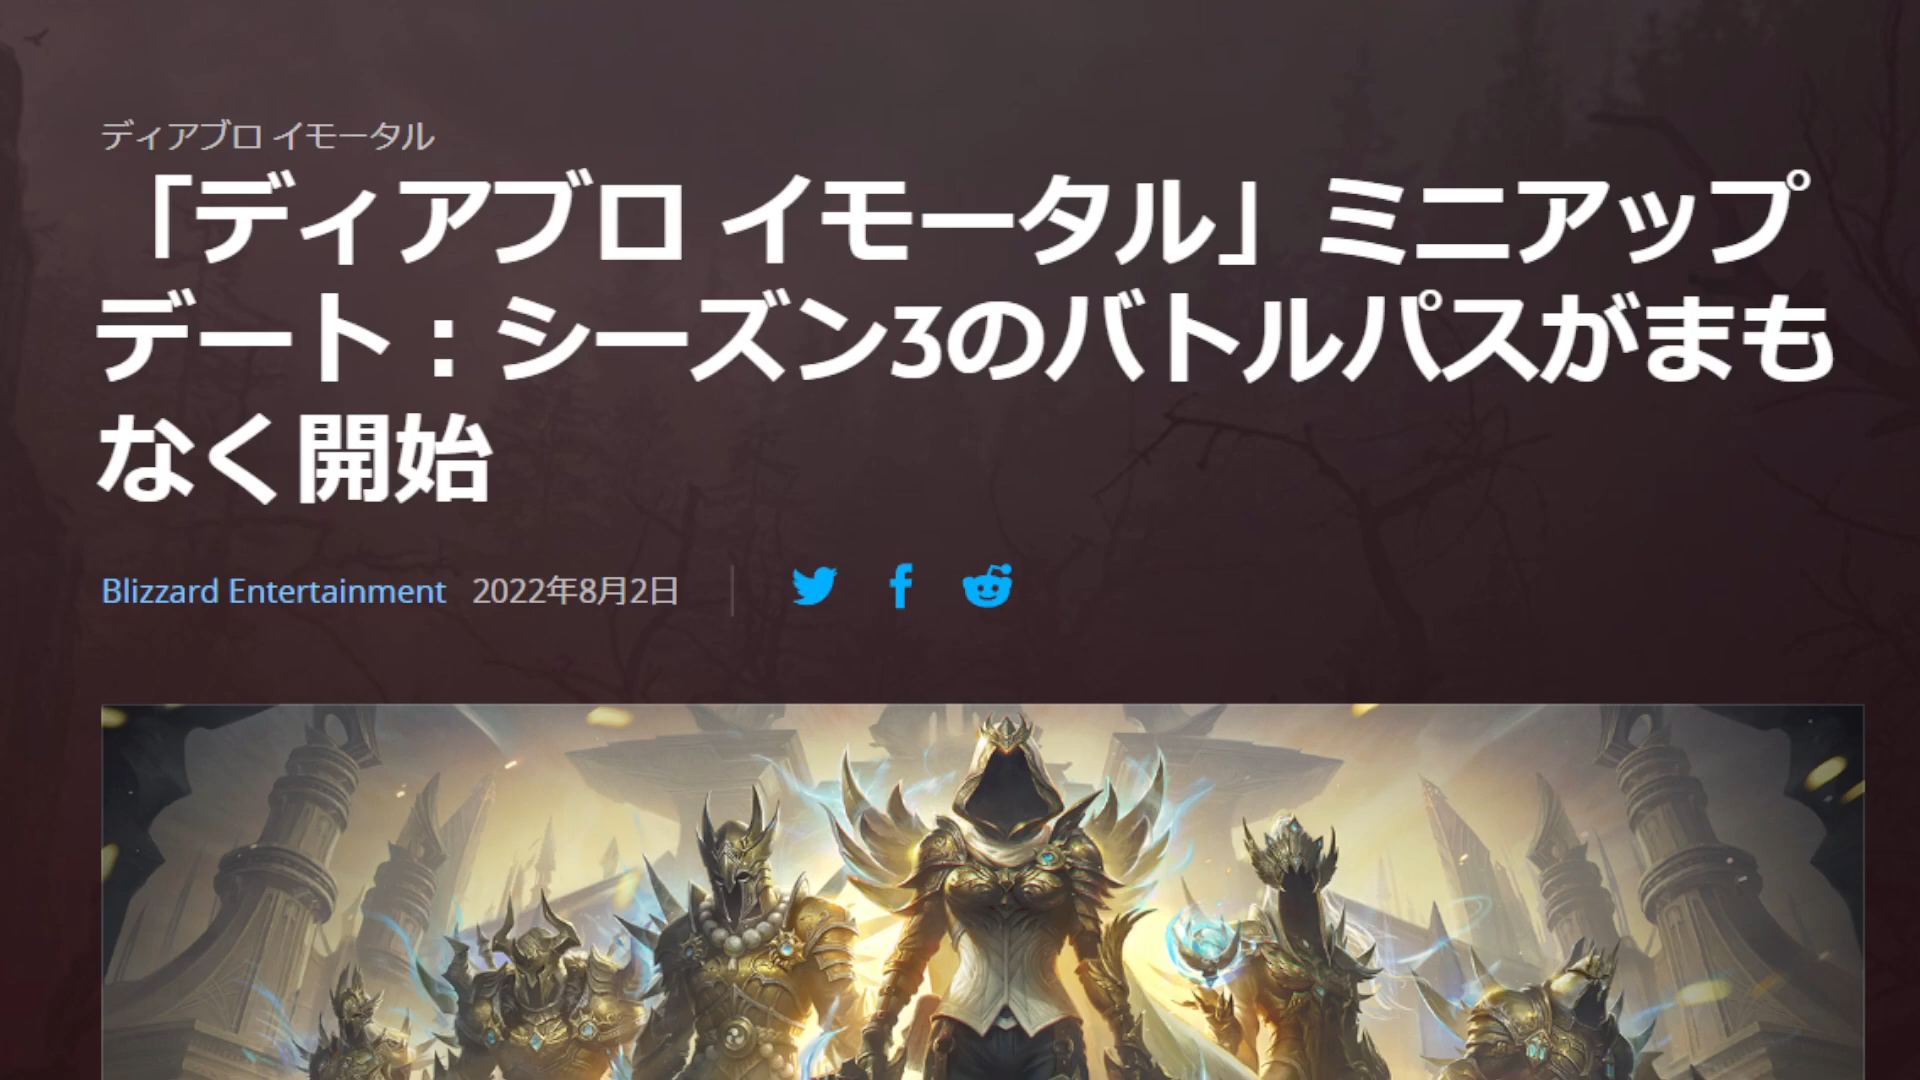 ディアブロ イモータル
「ディアブロ イモータル」ミニアップ
デート：シーズン3のバトルパスがまも
なく開始
Blizzard Entertainment 2022年8月2日